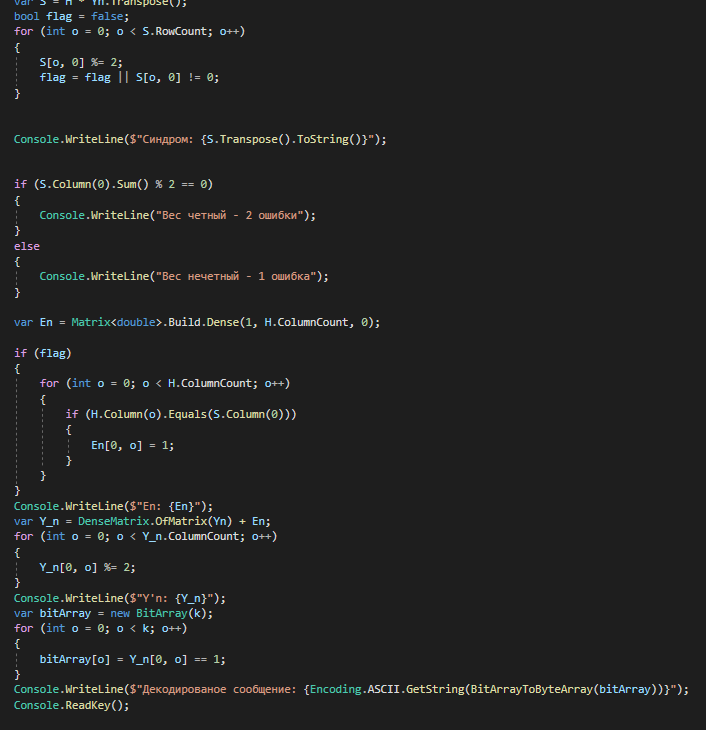 var S = H * Yn.Transpose();
bool flag = false;
for (int o = 0; o < S.RowCount; o++)
{
S[o, 0] %= 2;
flag = flag || S[o, 0] != 0;
}
Console.WriteLine($"Синдром: {S.Transpose().ToString()}");
if (S.Column(0).Sum() % 2 == 0)
{
Console.WriteLine("Вес четный - 2 ошибки");
}
else
{
Console.WriteLine("Вес нечетный - 1 ошибка");
}
var En = Matrix<double>.Build.Dense(1, H.ColumnCount, 0);
if (flag)
{
for (int o = 0; o < H.ColumnCount; o++)
{
if (H.Column(o).Equals(S.Column(0)))
{
En[0, o] = 1;
}
}
}
Console.WriteLine($"En: {En}");
var Y_n = DenseMatrix.OfMatrix(Yn) + En;
for (int o = 0; o < Y_n.ColumnCount; o++)
{
Y_n[0, o] %= 2;
}
Console.WriteLine($"Y'n: {Y_n}");
var bitArray = new BitArray(k);
for (int o = 0; o < k; o++)
{
bitArray[o] = Y_n[0, o] == 1;
}
Console.WriteLine($"Декодированое сообщение: {Encoding.ASCII.GetString(BitArrayToByteArray(bitArray))}");
Console.ReadKey();